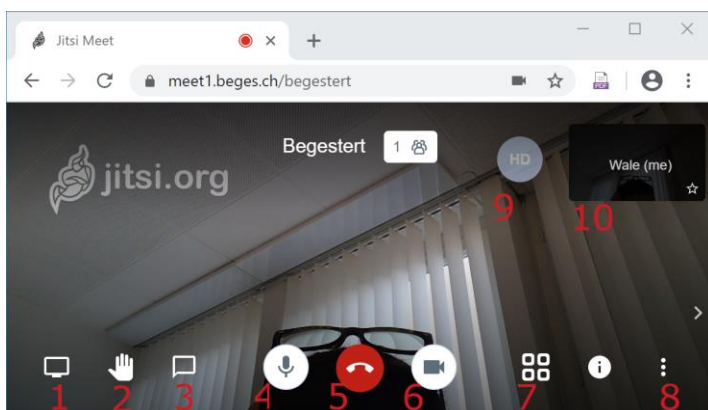 Jitsi Meet
meet1.beges.ch/begestert
PDF
jitsi.org
Begestert 1
HD
Wale (me)
9
10
1 2 3 4 5 6 7 8